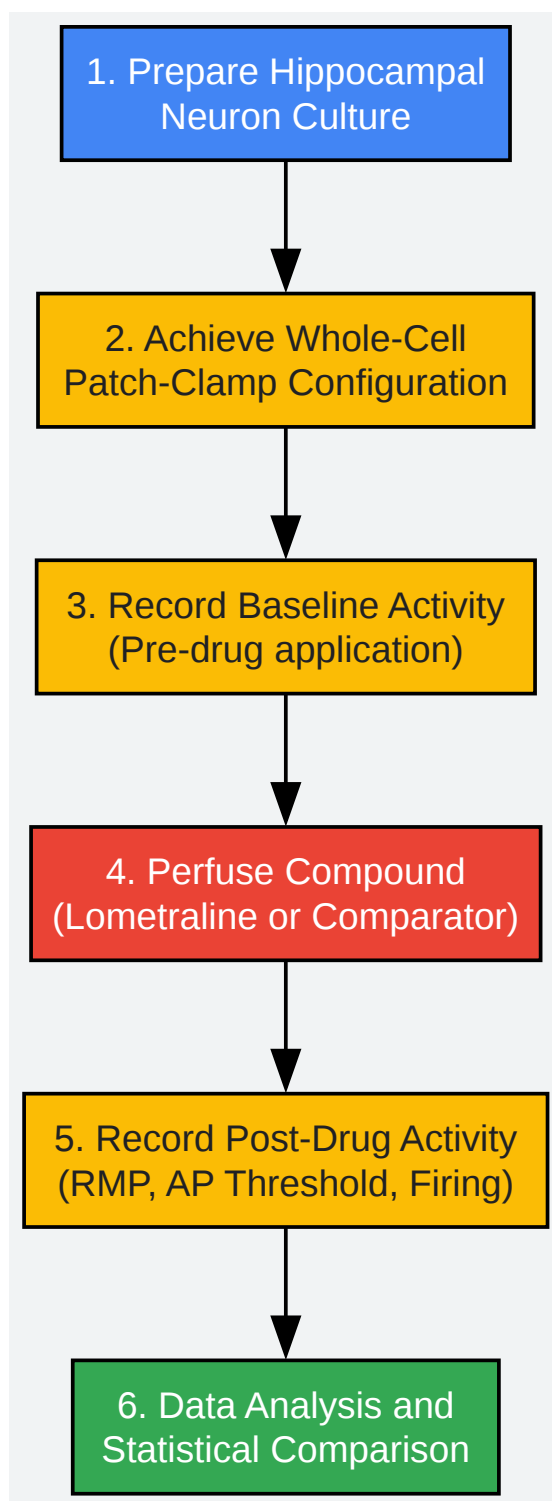 1. Prepare Hippocampal
Neuron Culture
2. Achieve Whole-Cell
Patch-Clamp Configuration
3. Record Baseline Activity
(Pre-drug application)
4. Perfuse Compound
(Lometraline or Comparator)
5. Record Post-Drug Activity
(RMP, AP Threshold, Firing)
6. Data Analysis and
Statistical Comparison